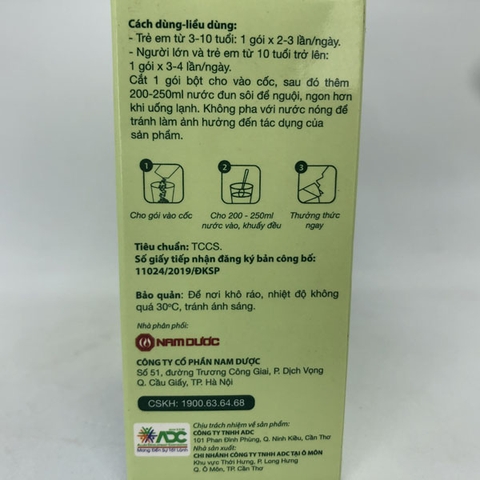 Cách dùng-liều dùng:
- Trẻ em từ 3-10 tuổi: 1 gói x 2-3 lần/ngày.
- Người lớn và trẻ em từ 10 tuổi trở lên:
1 gói x 3-4 lần/ngày.
Cắt 1 gói bột cho vào cốc, sau đó thêm
200-250ml nước đun sôi để nguội, ngon hơn
khi uống lạnh. Không pha với nước nóng để
tránh làm ảnh hưởng đến tác dụng của
sản phẩm.
1
2
3
Cho gói vào cốc
Cho 200 - 250ml
nước vào, khuấy đều
Thưởng thức
ngay
Tiêu chuẩn: TCCS.
Số giấy tiếp nhận đăng ký bản công bố:
11024/2019/ĐKSP
Bảo quản: Để nơi khô ráo, nhiệt độ không
quá 30ºC, tránh ánh sáng.
Nhà phân phối:
NAM DƯỢC
CÔNG TY CỔ PHẦN NAM DƯỢC
Số 51, đường Trương Công Giai, P. Dịch Vọng
Q. Cầu Giấy, TP. Hà Nội
CSKH: 1900.63.64.68
ADC
Mang Đến Sự Tốt Lành
Chịu trách nhiệm về sản phẩm:
CÔNG TY TNHH ADC
101 Phan Đình Phùng, Q. Ninh Kiều, Cần Thơ
Nhà sản xuất:
CHI NHÁNH CÔNG TY TNHH ADC TẠI Ô MÔN
Khu vực Thới Hưng, P. Long Hưng
Q. Ô Môn, TP. Cần Thơ